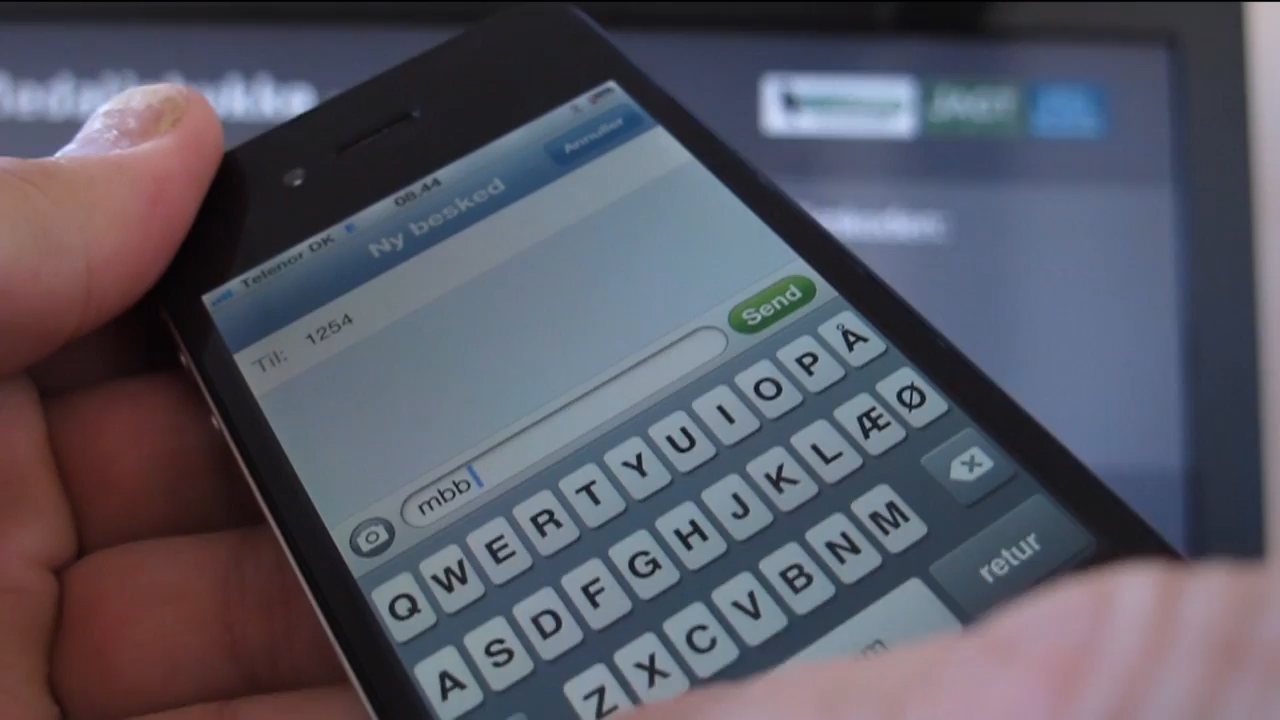 Telenor DK
08.44
Ny besked
Annuller
Til: 1254
mbb
Send
Q W E R T Y U I O P Å
A S D F G H J K L Æ Ø
Z X C V B N M
retur